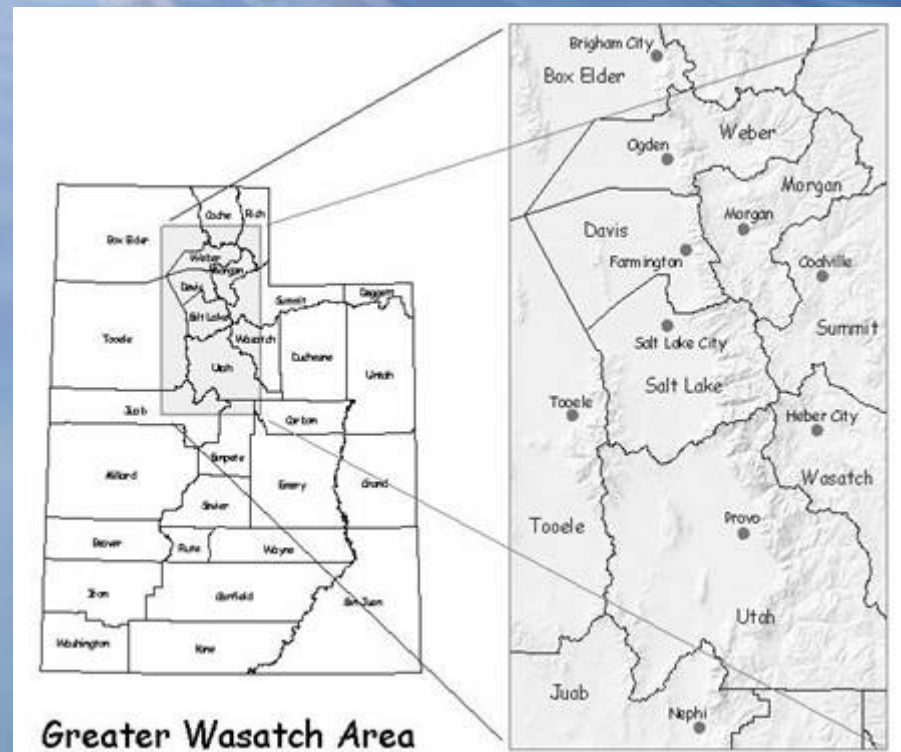 Cache
Rich
Box Elder
Weber
Morgan
Davis
Summit
Daggett
Salt Lake
Tooele
Wasatch
Duchesne
Utah
Uintah
Juab
Carbon
Millard
Sanpete
Emery
Grand
Sevier
Beaver
Piute
Wayne
Iron
Garfield
San Juan
Washington
Kane
Greater Wasatch Area
Brigham City
Box Elder
Weber
Ogden
Morgan
Morgan
Davis
Farmington
Coalville
Salt Lake City
Summit
Salt Lake
Tooele
Heber City
Wasatch
Provo
Tooele
Utah
Juab
Nephi